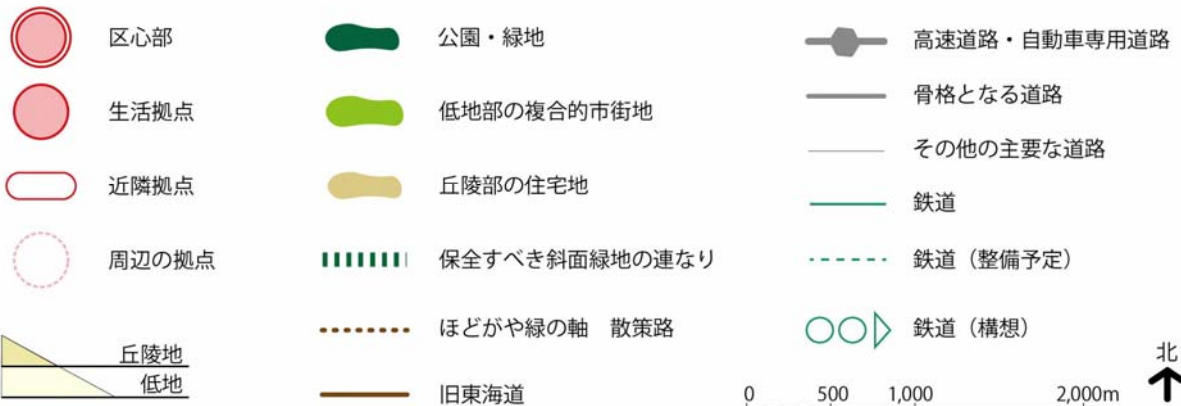 区心部
生活拠点
近隣拠点
周辺の拠点
丘陵地
低地
公園・緑地
低地部の複合的市街地
丘陵部の住宅地
保全すべき斜面緑地の連なり
ほどがや緑の軸　散策路
旧東海道
高速道路・自動車専用道路
骨格となる道路
その他の主要な道路
鉄道
鉄道（整備予定）
鉄道（構想）
北
0 500 1,000 2,000m